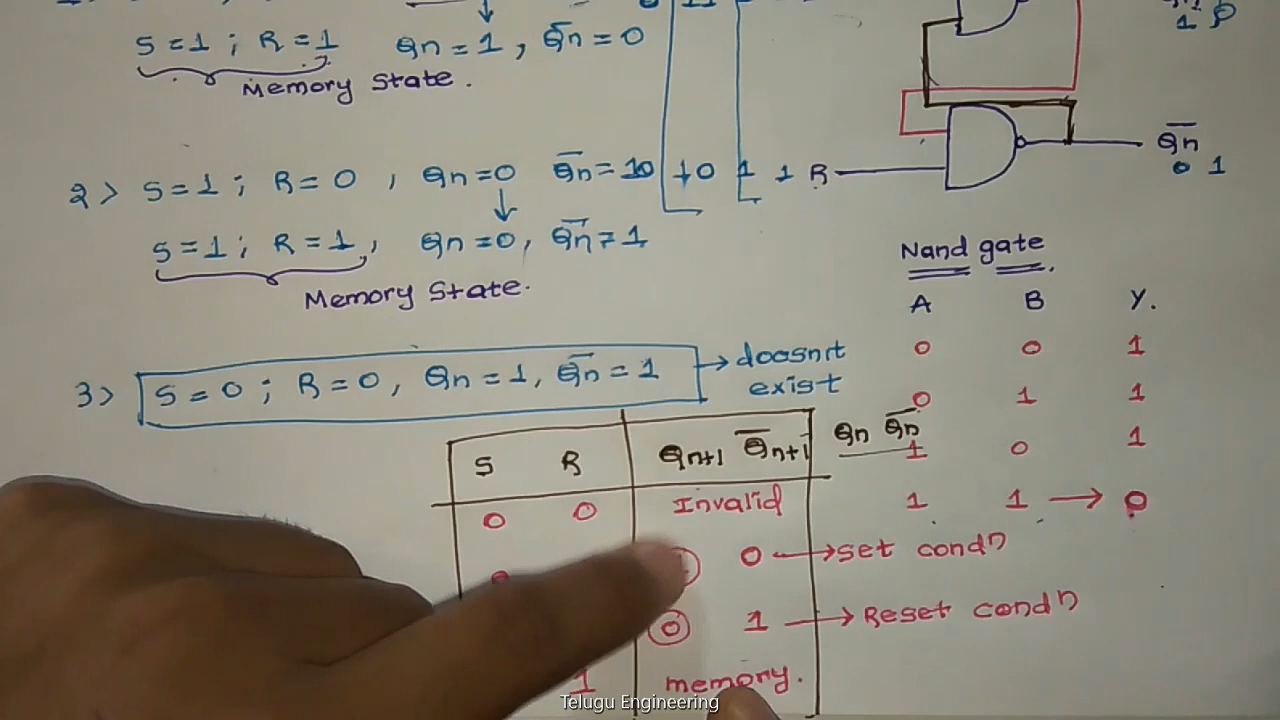 S=1 ; R=1 Qn = 1 , Q̅n = 0
Memory State.
2> S=1 ; R=0 , Qn=0 Q̅n=
S=1 ; R=1 , Qn=0, Q̅n=1
Memory State.
3> S=0 ; R=0, Qn=1, Q̅n=1 → doesn't
exist
1 R
Q̅n
0 1
Nand gate
A B Y.
0 0 1
0 1 1
1 0 1
1 1 → 0
S R Qn+1 Q̅n+1 Qn Q̅n
0 0 Invalid
0 → Set condn
0 1 → Reset condn
1 memory.
Telugu Engineering